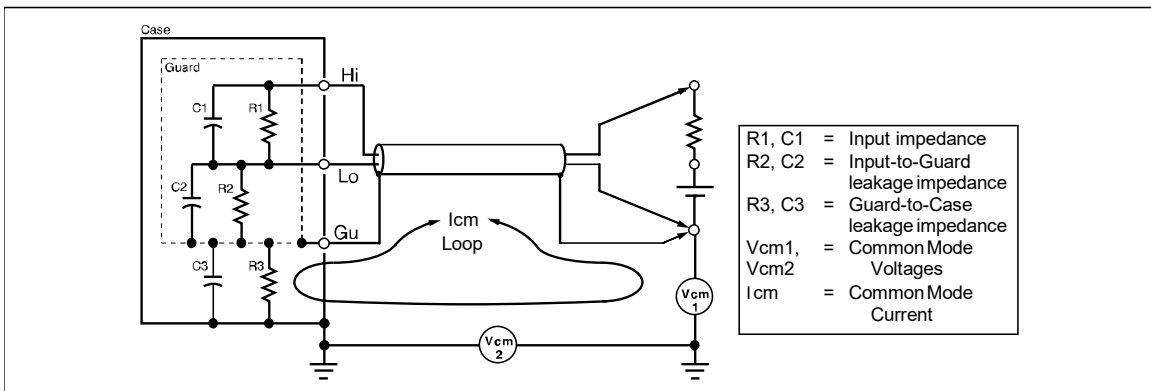 Case
Guard
Hi
C1
R1
Lo
C2
R2
Gu
C3
R3
Icm
Loop
Vcm
1
Vcm
2
R1, C1 = Input impedance
R2, C2 = Input-to-Guard
leakage impedance
R3, C3 = Guard-to-Case
leakage impedance
Vcm1, = Common Mode
Vcm2 Voltages
Icm = Common Mode
Current